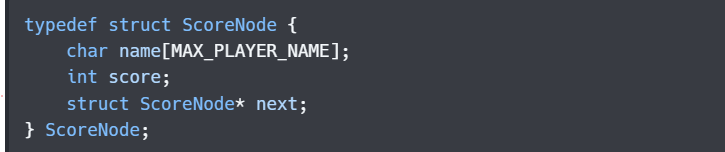 typedef struct ScoreNode {
    char name[MAX_PLAYER_NAME];
    int score;
    struct ScoreNode* next;
} ScoreNode;